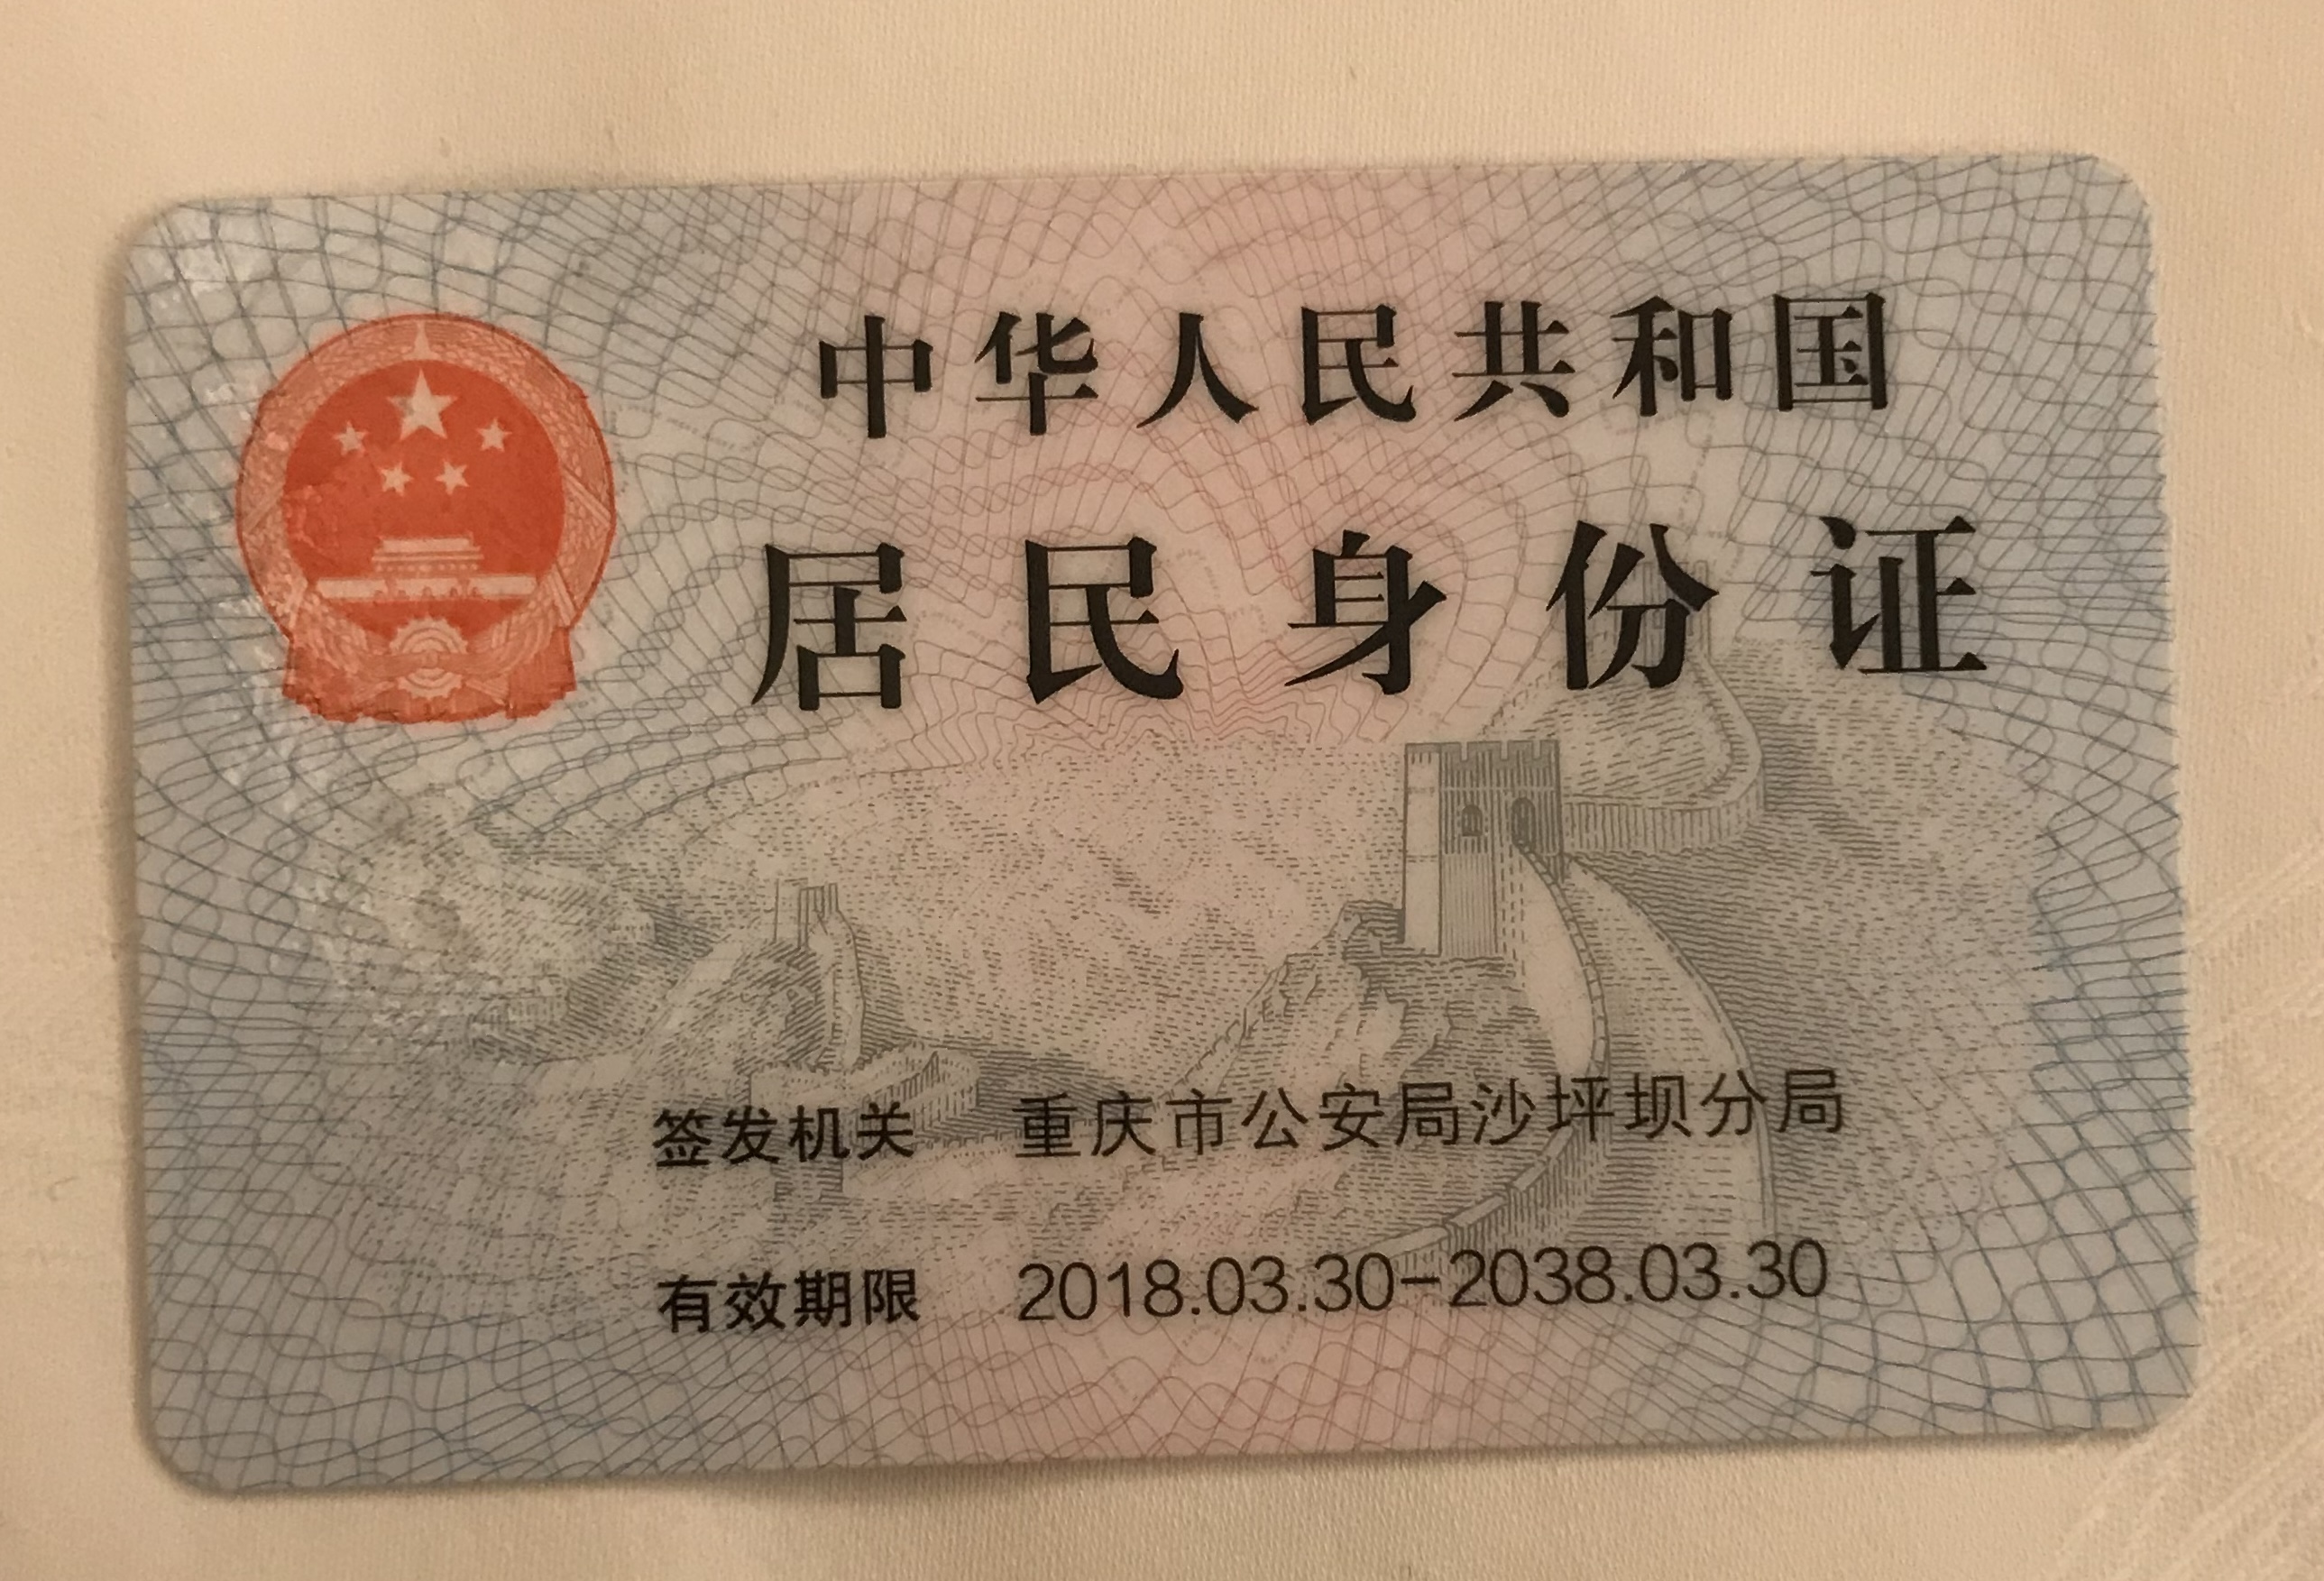 中华人民共和国
居民身份证
签发机关 重庆市公安局沙坪坝分局
有效期限 2018.03.30-2038.03.30